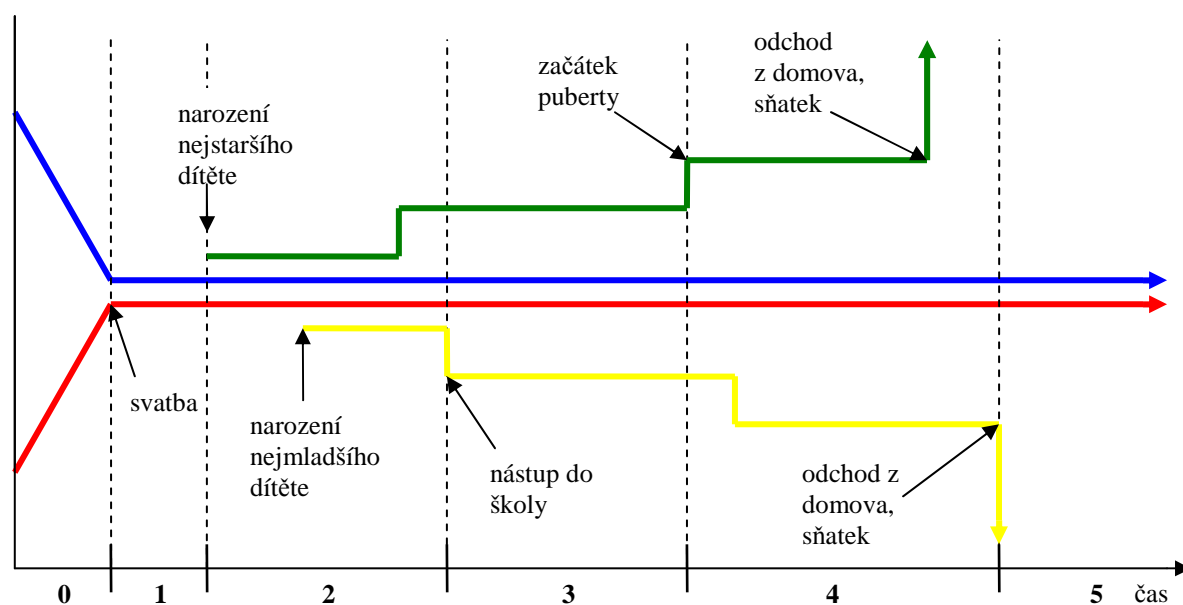 odchod
z domova,
sňatek
začátek
puberty
narození
nejstaršího
dítěte
svatba
narození
nejmladšího
dítěte
nástup do
školy
odchod z
domova,
sňatek
0 1 2 3 4 5 čas